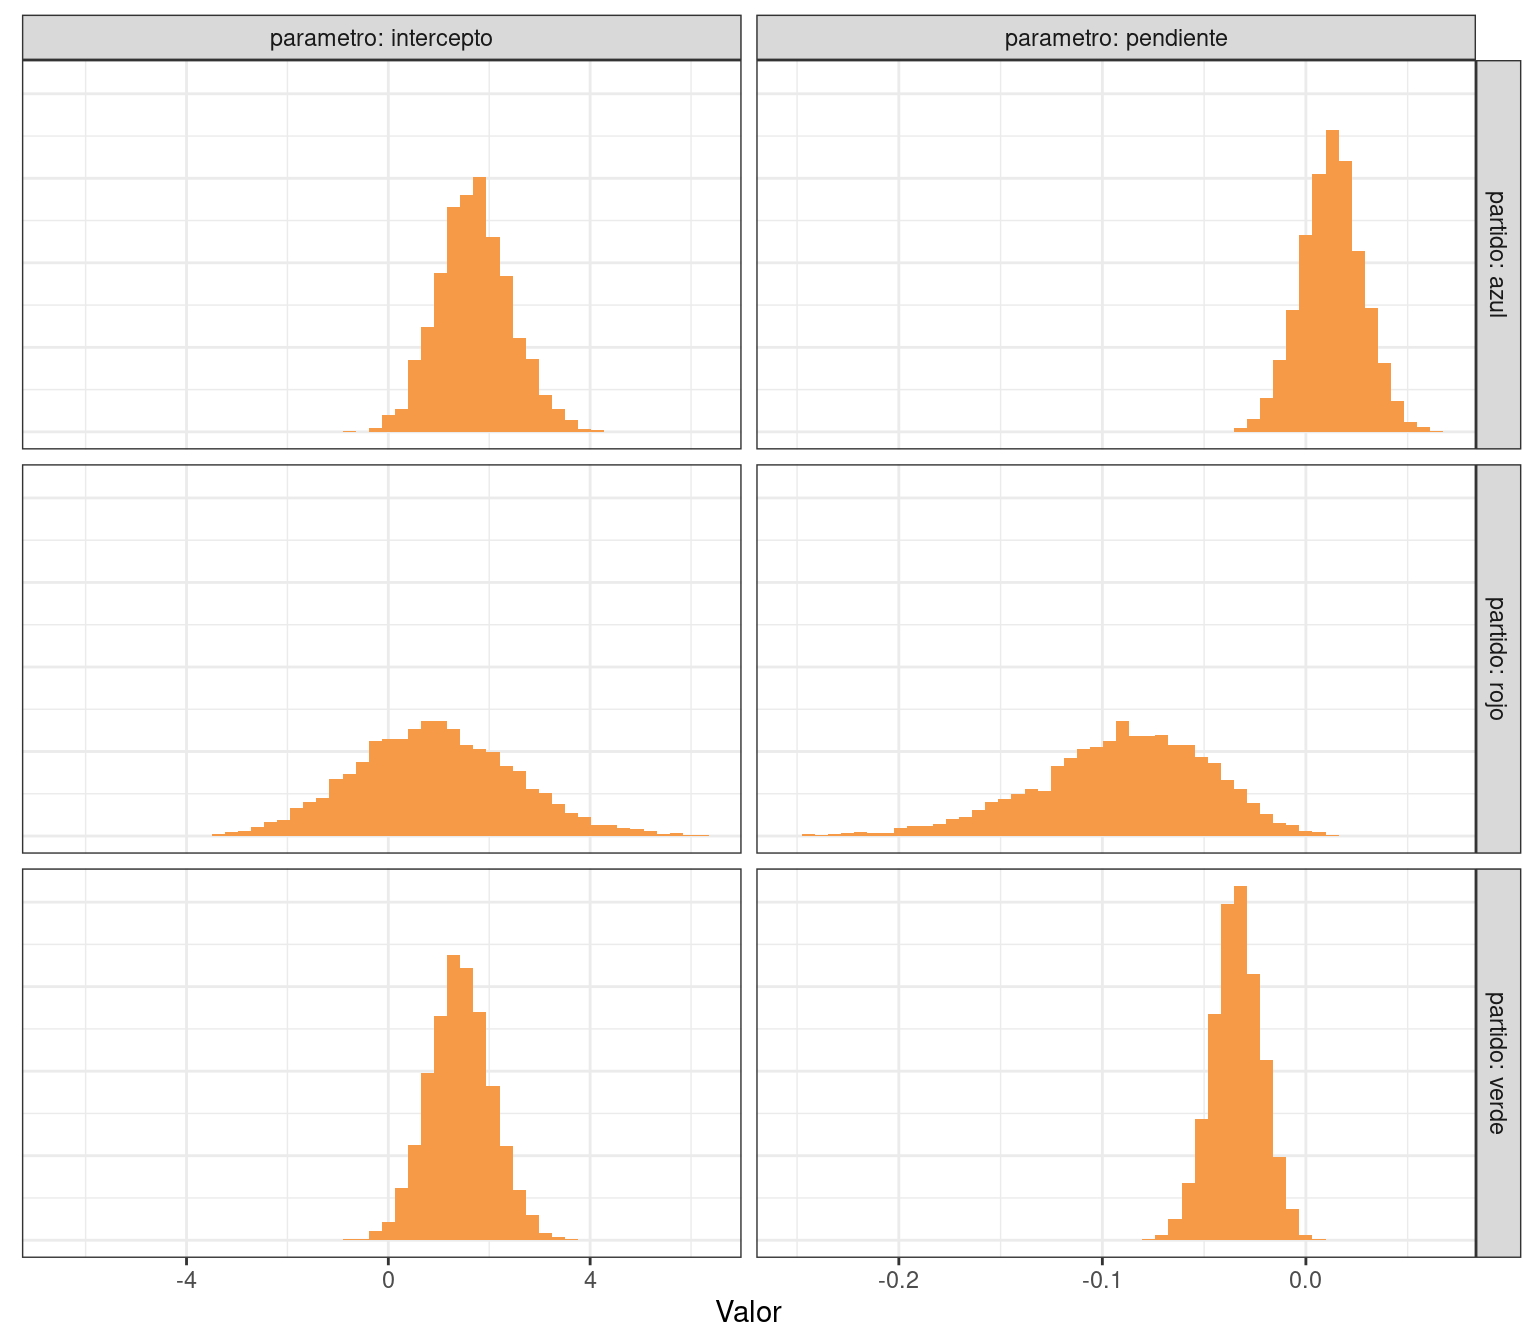 parametro: intercepto
parametro: pendiente
partido: azul
partido: rojo
partido: verde
-4
0
4
-0.2
-0.1
0.0
Valor